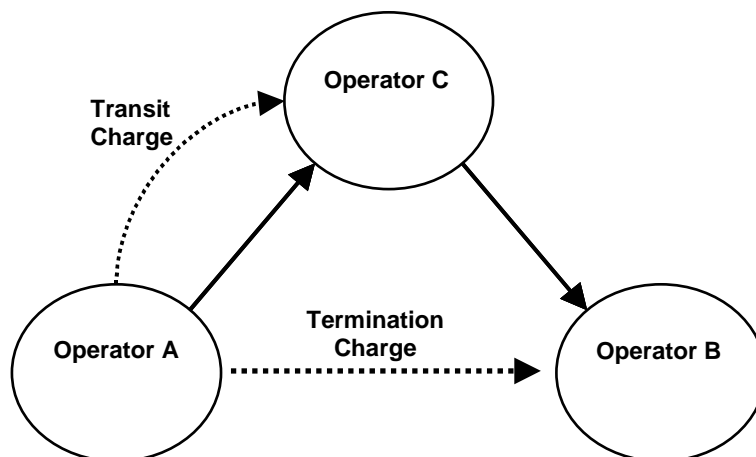 Operator C
Transit
Charge
Termination
Charge
Operator A
Operator B